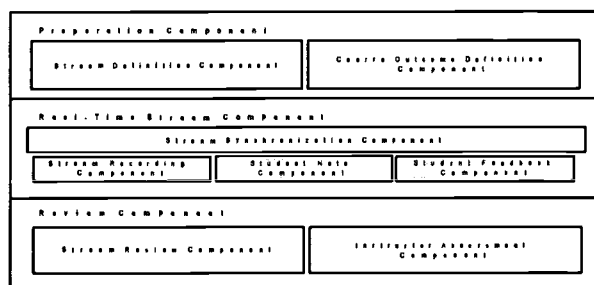 Preparation Component
Stream Definition Component
Course Outcome Definition
Component
Real-Time Stream Component
Stream Synchronization Component
Stream Recording
Component
Student Note
Component
Student Feedback
Component
Review Component
Stream Review Component
Instructor Assessment
Component